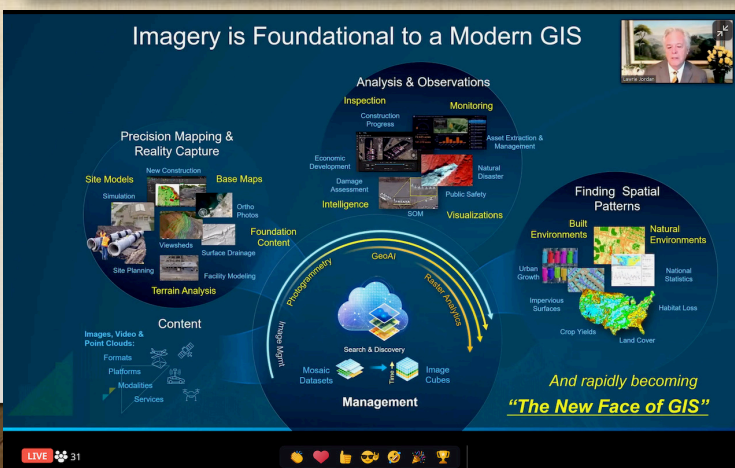 Imagery is Foundational to a Modern GIS
Lawrie Jordan
Analysis & Observations
Inspection
Monitoring
Construction
Progress
Asset Extraction &
Management
Economic
Development
Natural
Disaster
Damage
Assessment
Public Safety
Intelligence
SOM
Visualizations
Precision Mapping &
Reality Capture
New Construction
Site Models
Base Maps
Simulation
Ortho
Photos
Foundation
Content
Viewsheds
Surface Drainage
Site Planning
Facility Modeling
Terrain Analysis
Finding Spatial
Patterns
Built
Environments
Natural
Environments
Urban
Growth
National
Statistics
Impervious
Surfaces
Habitat Loss
Crop Yields
Land Cover
Content
Images, Video &
Point Clouds:
Formats
Platforms
Modalities
Services
Image Mgmt
Photogrammetry
GeoAI
Raster Analytics
Search & Discovery
Mosaic
Datasets
Time
Image
Cubes
Management
And rapidly becoming
“The New Face of GIS”
LIVE 31